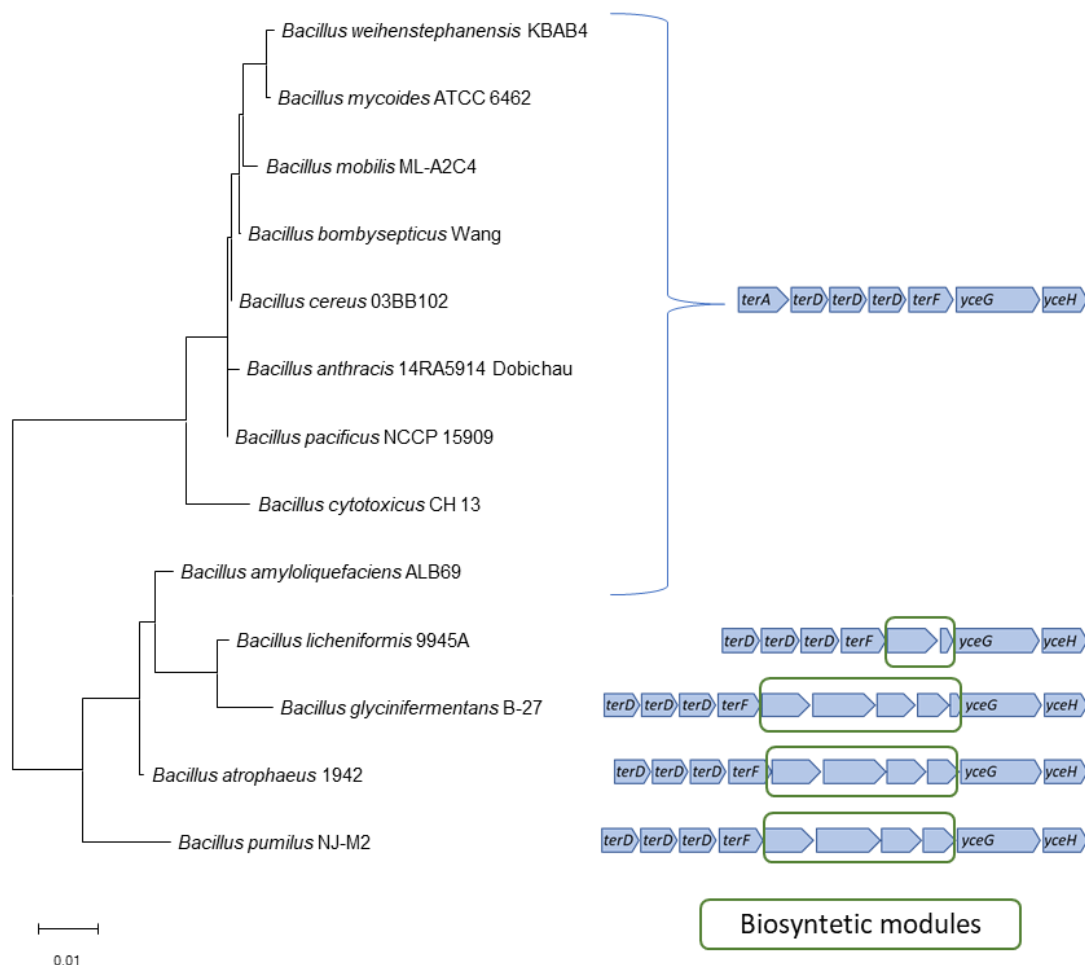 Bacillus weihenstephanensis KBAB4
Bacillus mycoides ATCC 6462
Bacillus mobilis ML-A2C4
Bacillus bombysepticus Wang
Bacillus cereus 03BB102
terA terD terD terD terF yceG yceH
Bacillus anthracis 14RA5914 Dobichau
Bacillus pacificus NCCP 15909
Bacillus cytotoxicus CH 13
Bacillus amyloliquefaciens ALB69
Bacillus licheniformis 9945A
terD terD terD terF yceG yceH
Bacillus glycinifermentans B-27
terD terD terD terF yceG yceH
Bacillus atrophaeus 1942
terD terD terD terF yceG yceH
Bacillus pumilus NJ-M2
terD terD terD terF yceG yceH
Biosyntetic modules
0.01